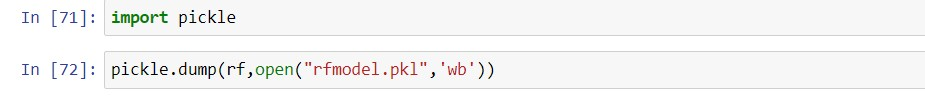 In [71]: import pickle
In [72]: pickle.dump(rf,open("rfmodel.pkl",'wb'))